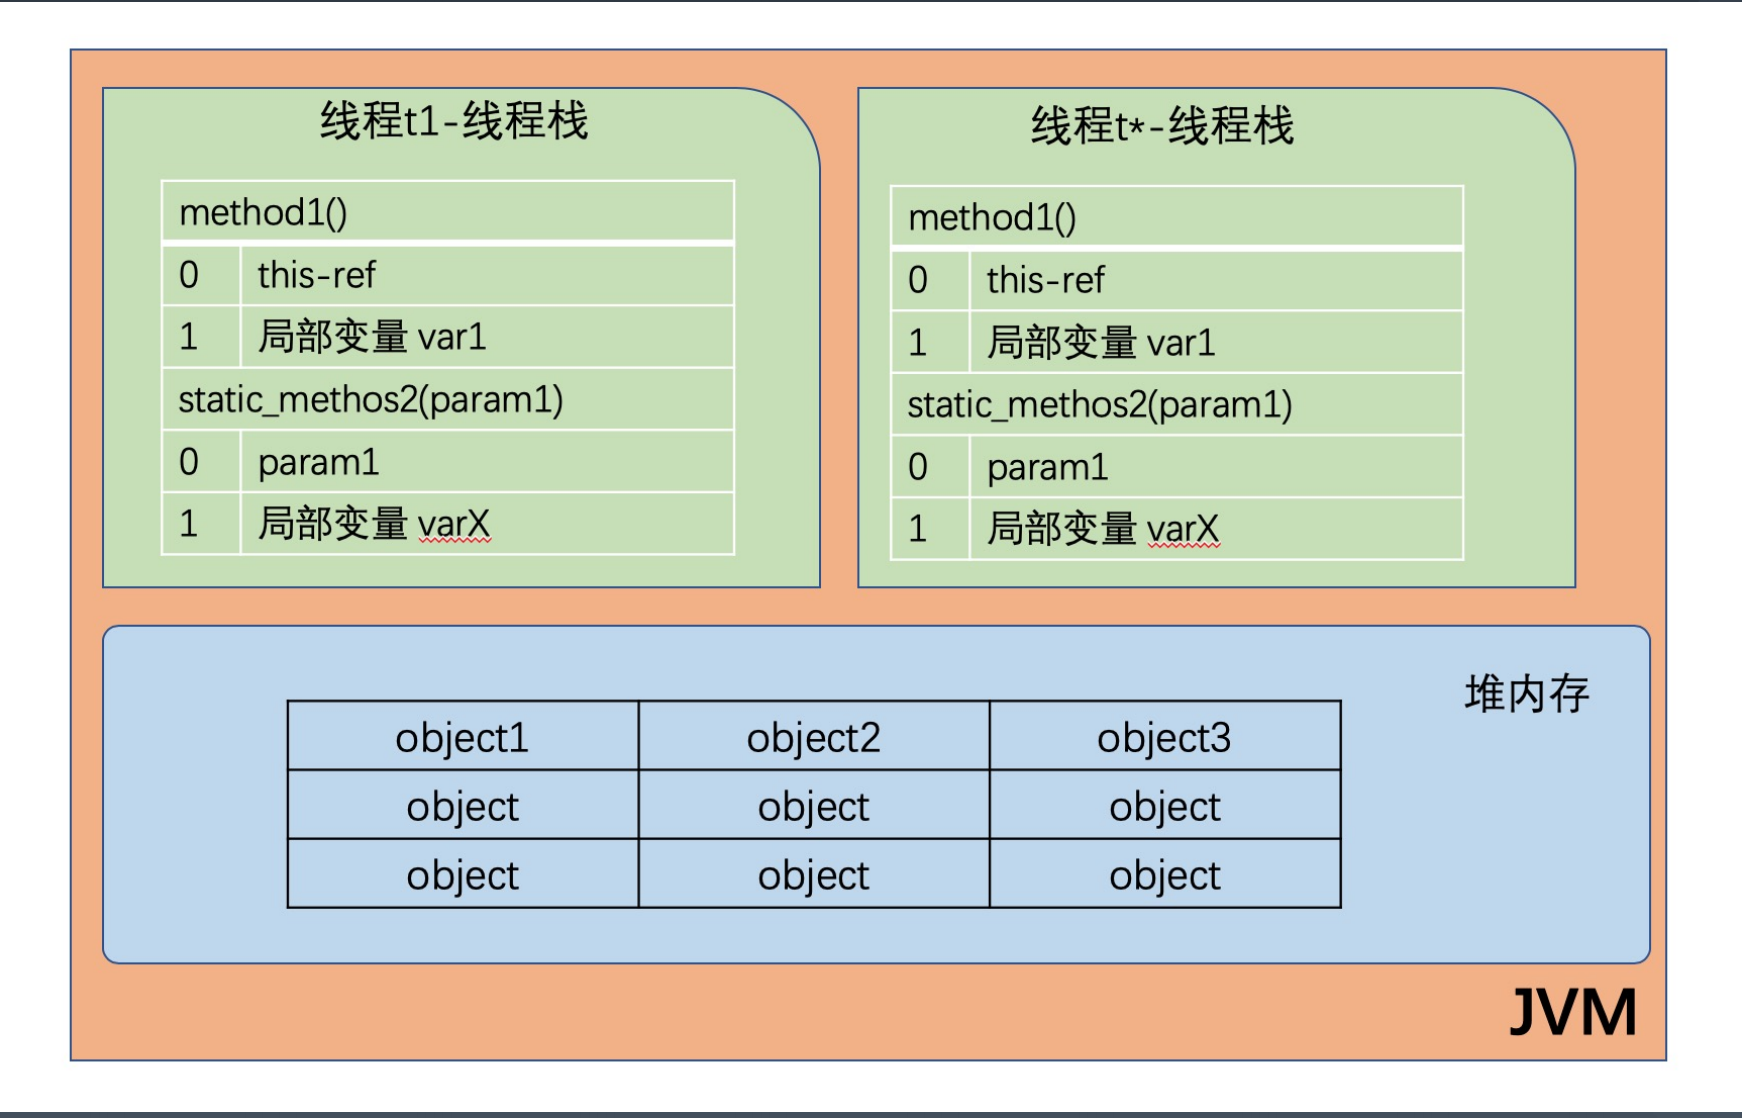 线程t1-线程栈
method1()
0 this-ref
1 局部变量 var1
static_methos2(param1)
0 param1
1 局部变量 varX
线程t*-线程栈
method1()
0 this-ref
1 局部变量 var1
static_methos2(param1)
0 param1
1 局部变量 varX
堆内存
object1 object2 object3
object object object
object object object
JVM